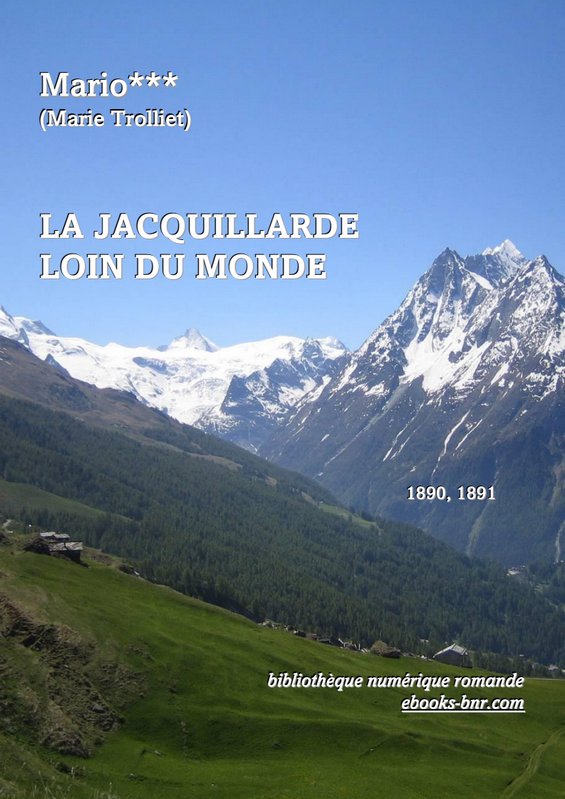 Mario***
(Marie Trolliet)
LA JACQUILLARDE
LOIN DU MONDE
1890, 1891
bibliothèque numérique romande
ebooks-bnr.com